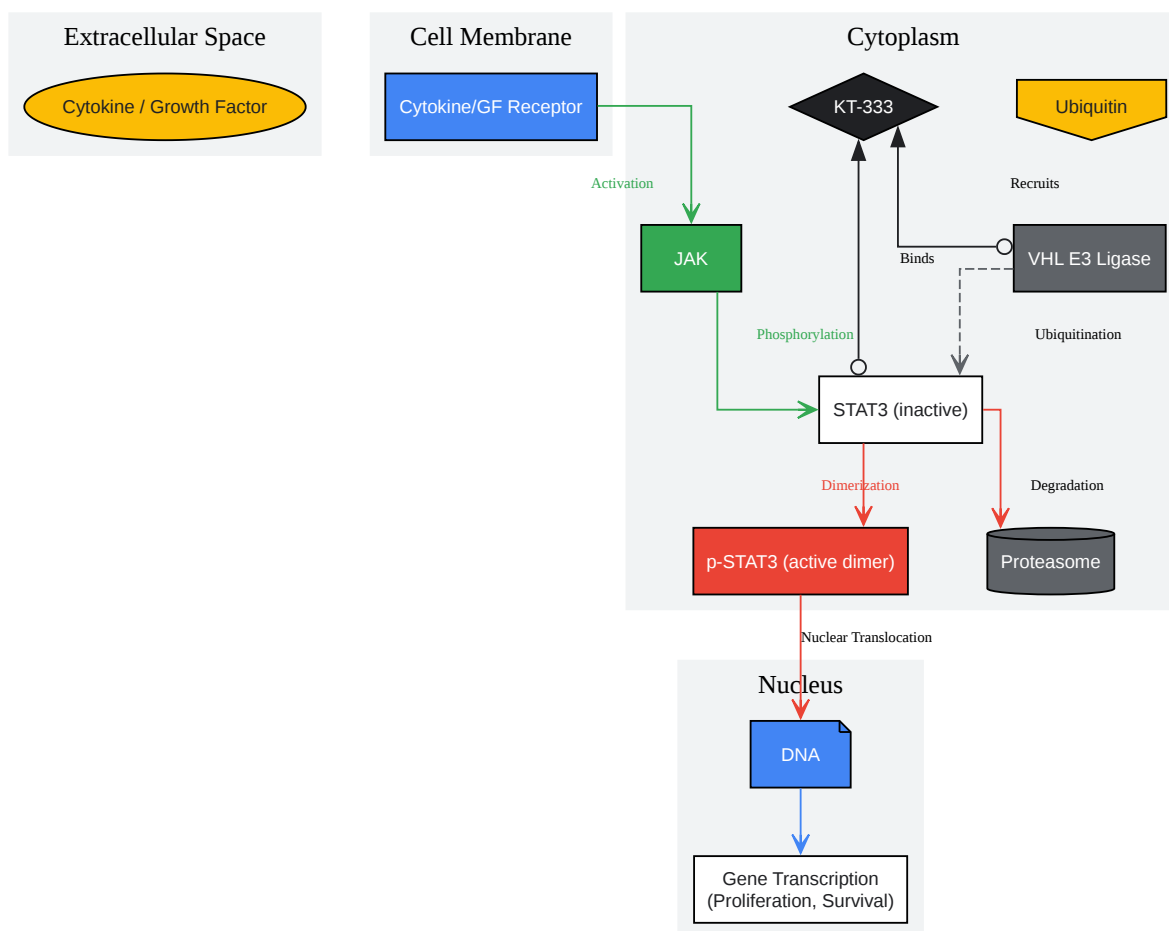 Extracellular Space
Cell Membrane
Cytoplasm
Cytokine / Growth Factor
Cytokine/GF Receptor
KT-333
Ubiquitin
Activation
Recruits
JAK
Binds
VHL E3 Ligase
Phosphorylation
Ubiquitination
STAT3 (inactive)
Dimerization
Degradation
p-STAT3 (active dimer)
Proteasome
Nuclear Translocation
Nucleus
DNA
Gene Transcription
(Proliferation, Survival)